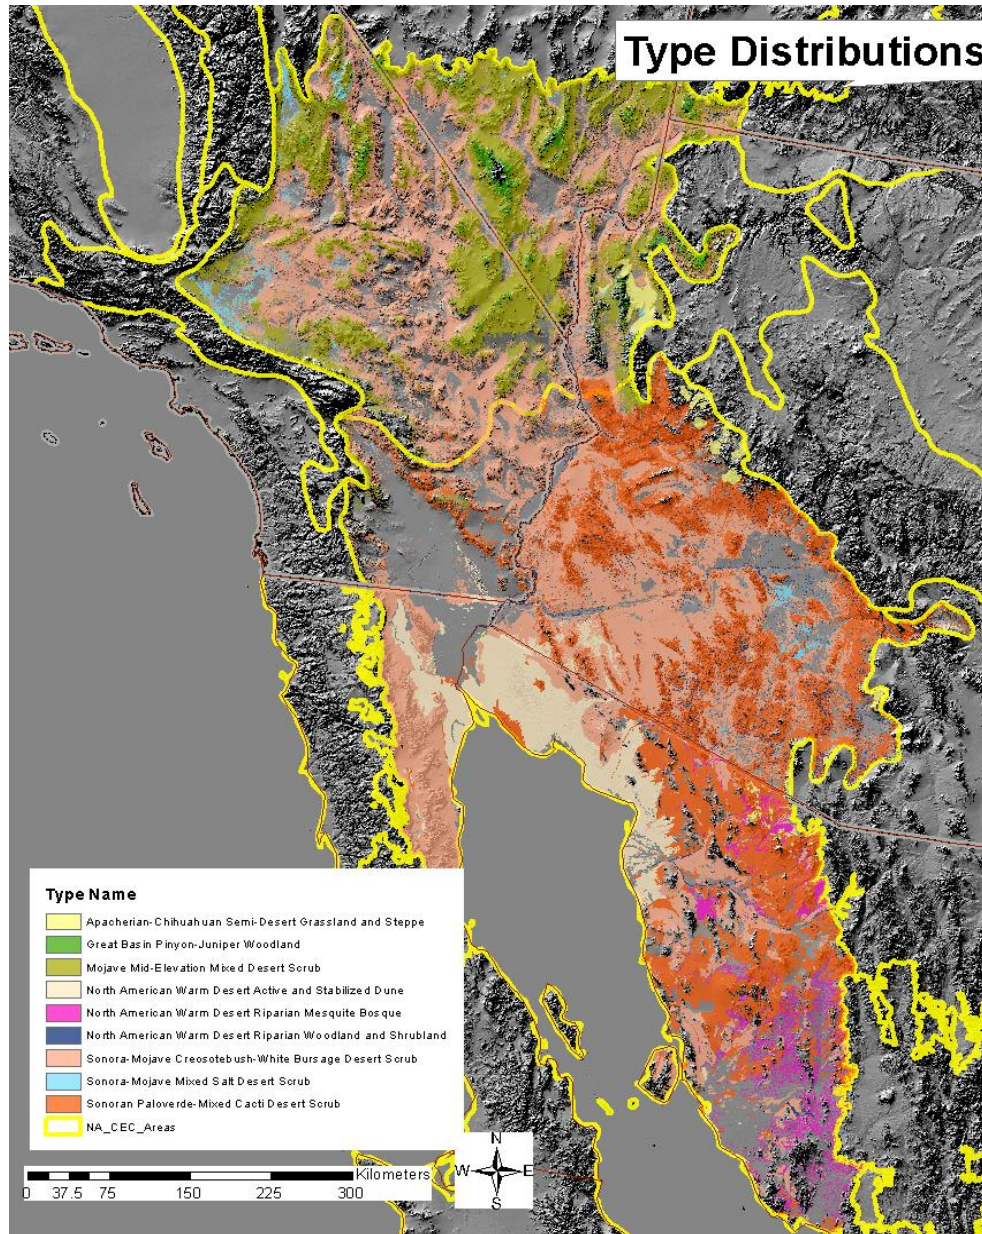 Type Distributions
Type Name
Apacherian-Chihuahuan Semi-Desert Grassland and Steppe
Great Basin Pinyon-Juniper Woodland
Mojave Mid-Elevation Mixed Desert Scrub
North American Warm Desert Active and Stabilized Dune
North American Warm Desert Riparian Mesquite Bosque
North American Warm Desert Riparian Woodland and Shrubland
Sonora-Mojave Creosotebush-White Bursage Desert Scrub
Sonora-Mojave Mixed Salt Desert Scrub
Sonoran Paloverde-Mixed Cacti Desert Scrub
NA_CEC_Areas
Kilometers
0 37.5 75 150 225 300
N
W E
S